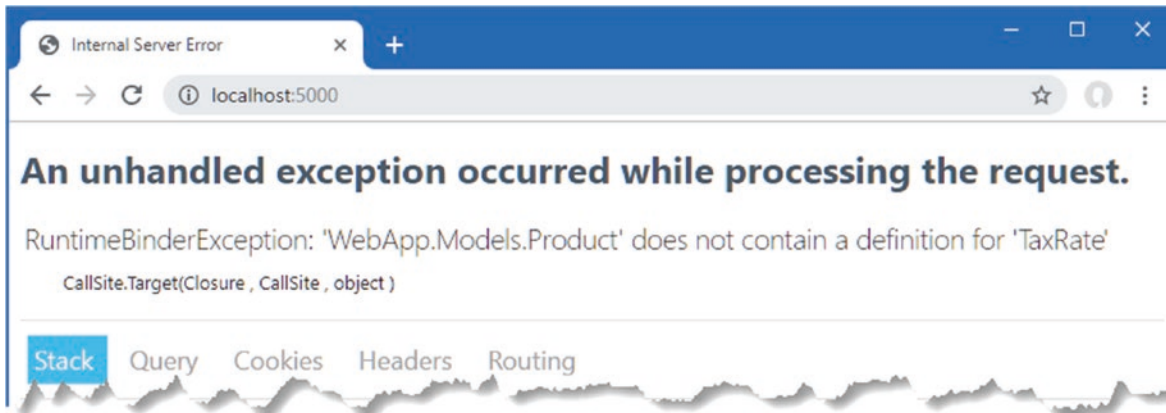 Internal Server Error
localhost:5000
An unhandled exception occurred while processing the request.
RuntimeBinderException: 'WebApp.Models.Product' does not contain a definition for 'TaxRate'
CallSite.Target(Closure , CallSite , object )
Stack Query Cookies Headers Routing